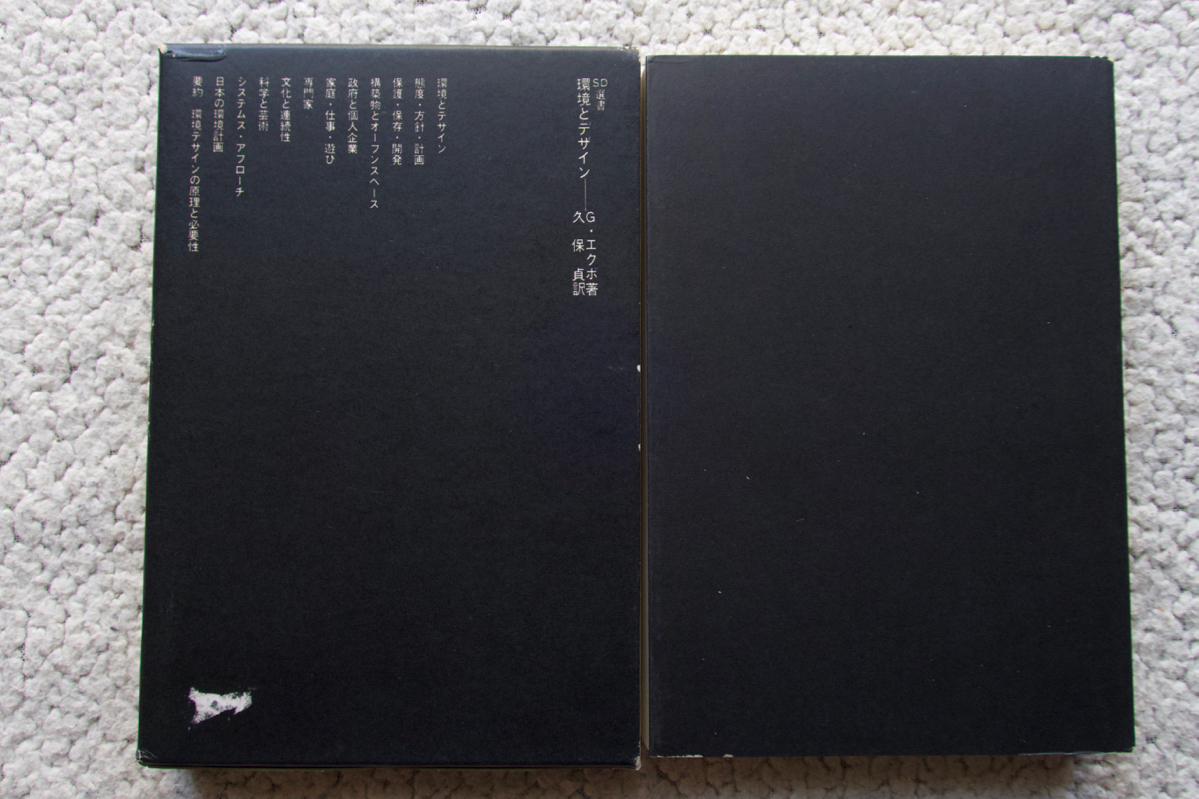 SD選書
環境とデザイン——G・エクボ著
久保 貞訳
環境とデザイン
態度・方針・計画
保護・保存・開発
構築物とオープンスペース
政府と個人企業
家庭・仕事・遊び
専門家
文化と連続性
科学と芸術
システムス・アプローチ
日本の環境計画
要約 環境デザインの原理と必要性